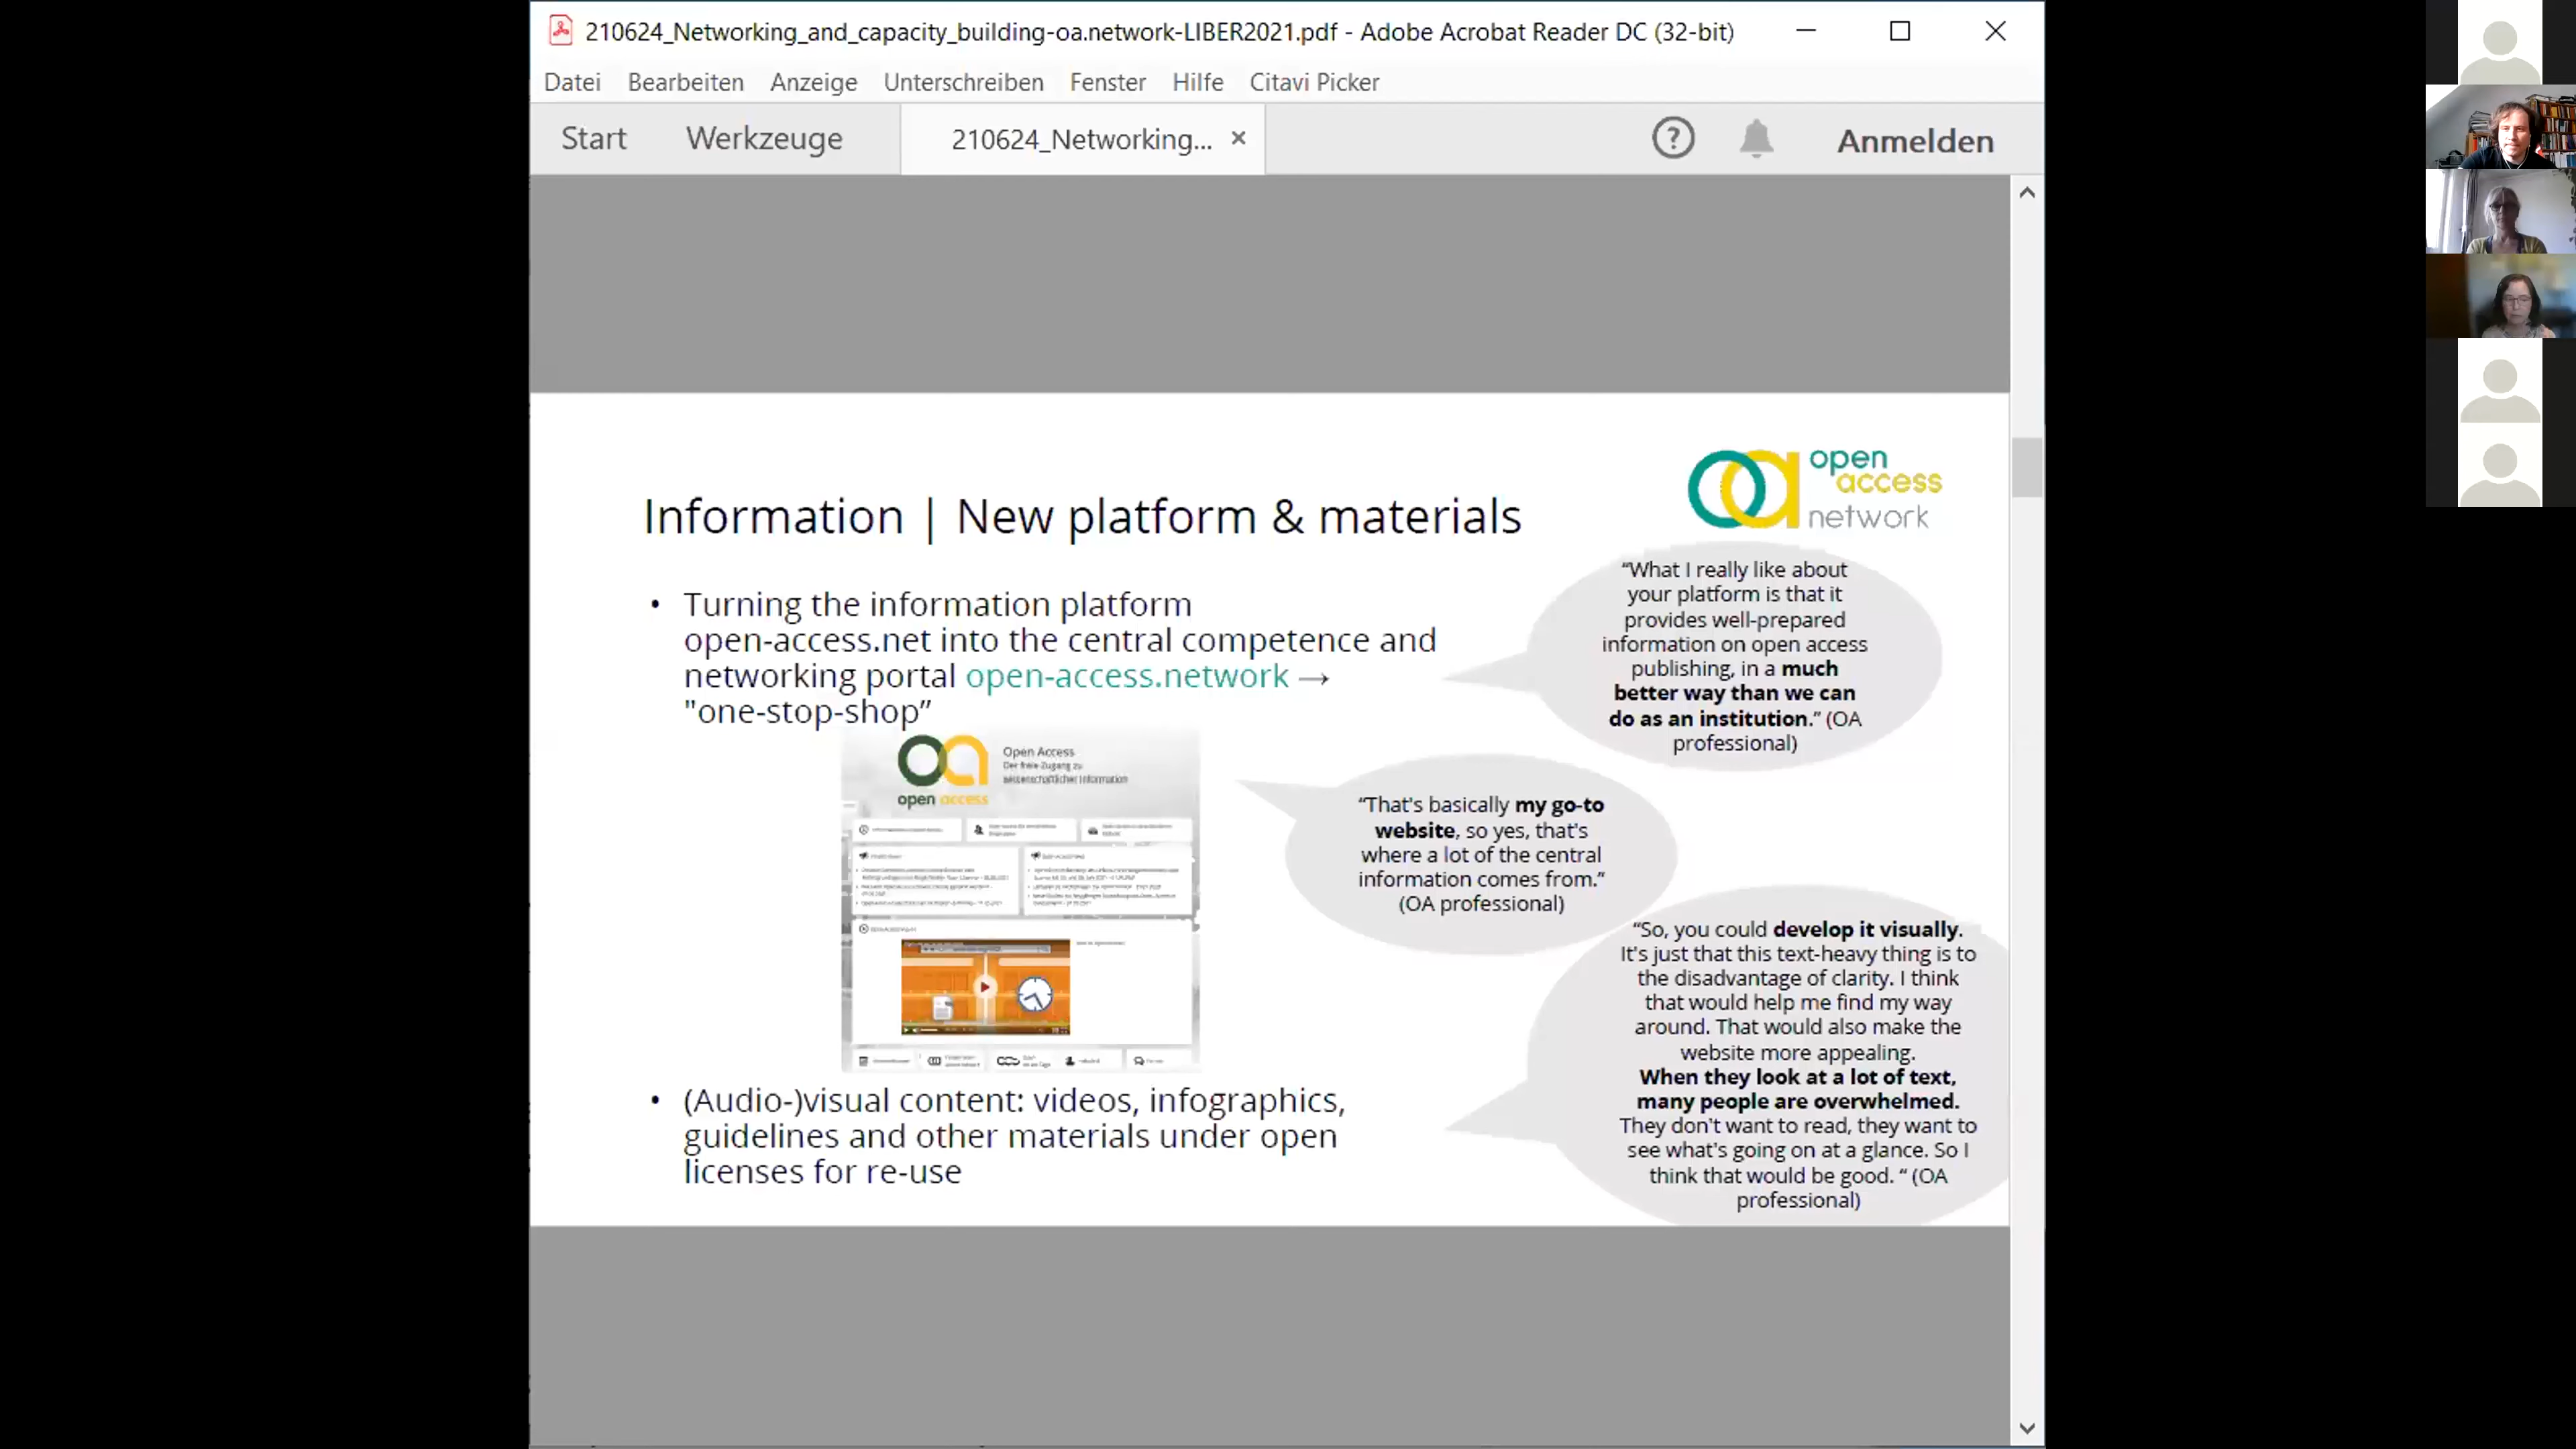 210624_Networking_and_capacity_building-oa.network-LIBER2021.pdf - Adobe Acrobat Reader DC (32-bit)
Datei Bearbeiten Anzeige Unterschreiben Fenster Hilfe Citavi Picker
Start Werkzeuge 210624_Networking... Anmelden
open
access
network
Information | New platform & materials
• Turning the information platform
open-access.net into the central competence and
networking portal open-access.network →
"one-stop-shop”
“What I really like about
your platform is that it
provides well-prepared
information on open access
publishing, in a much
better way than we can
do as an institution.” (OA
professional)
Open Access
Der freie Zugang zu
wissenschaftlicher Information
open access
“That's basically my go-to
website, so yes, that's
where a lot of the central
information comes from.”
(OA professional)
“So, you could develop it visually.
It's just that this text-heavy thing is to
the disadvantage of clarity. I think
that would help me find my way
around. That would also make the
website more appealing.
When they look at a lot of text,
many people are overwhelmed.
They don't want to read, they want to
see what's going on at a glance. So I
think that would be good. “ (OA
professional)
• (Audio-)visual content: videos, infographics,
guidelines and other materials under open
licenses for re-use